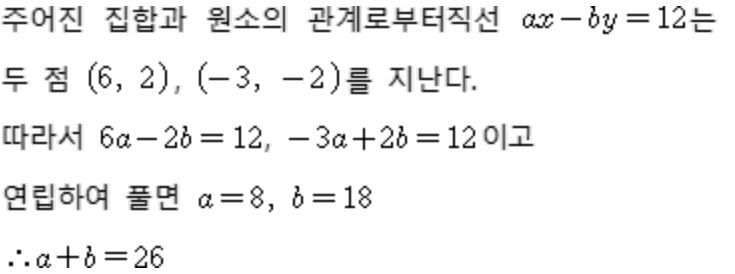 주어진 집합과 원소의 관계로부터직선 ax-by=12는
두 점 (6, 2), (-3, -2)를 지난다.
따라서 6a-2b=12, -3a+2b=12이고
연립하여 풀면 a=8, b=18
∴a+b=26